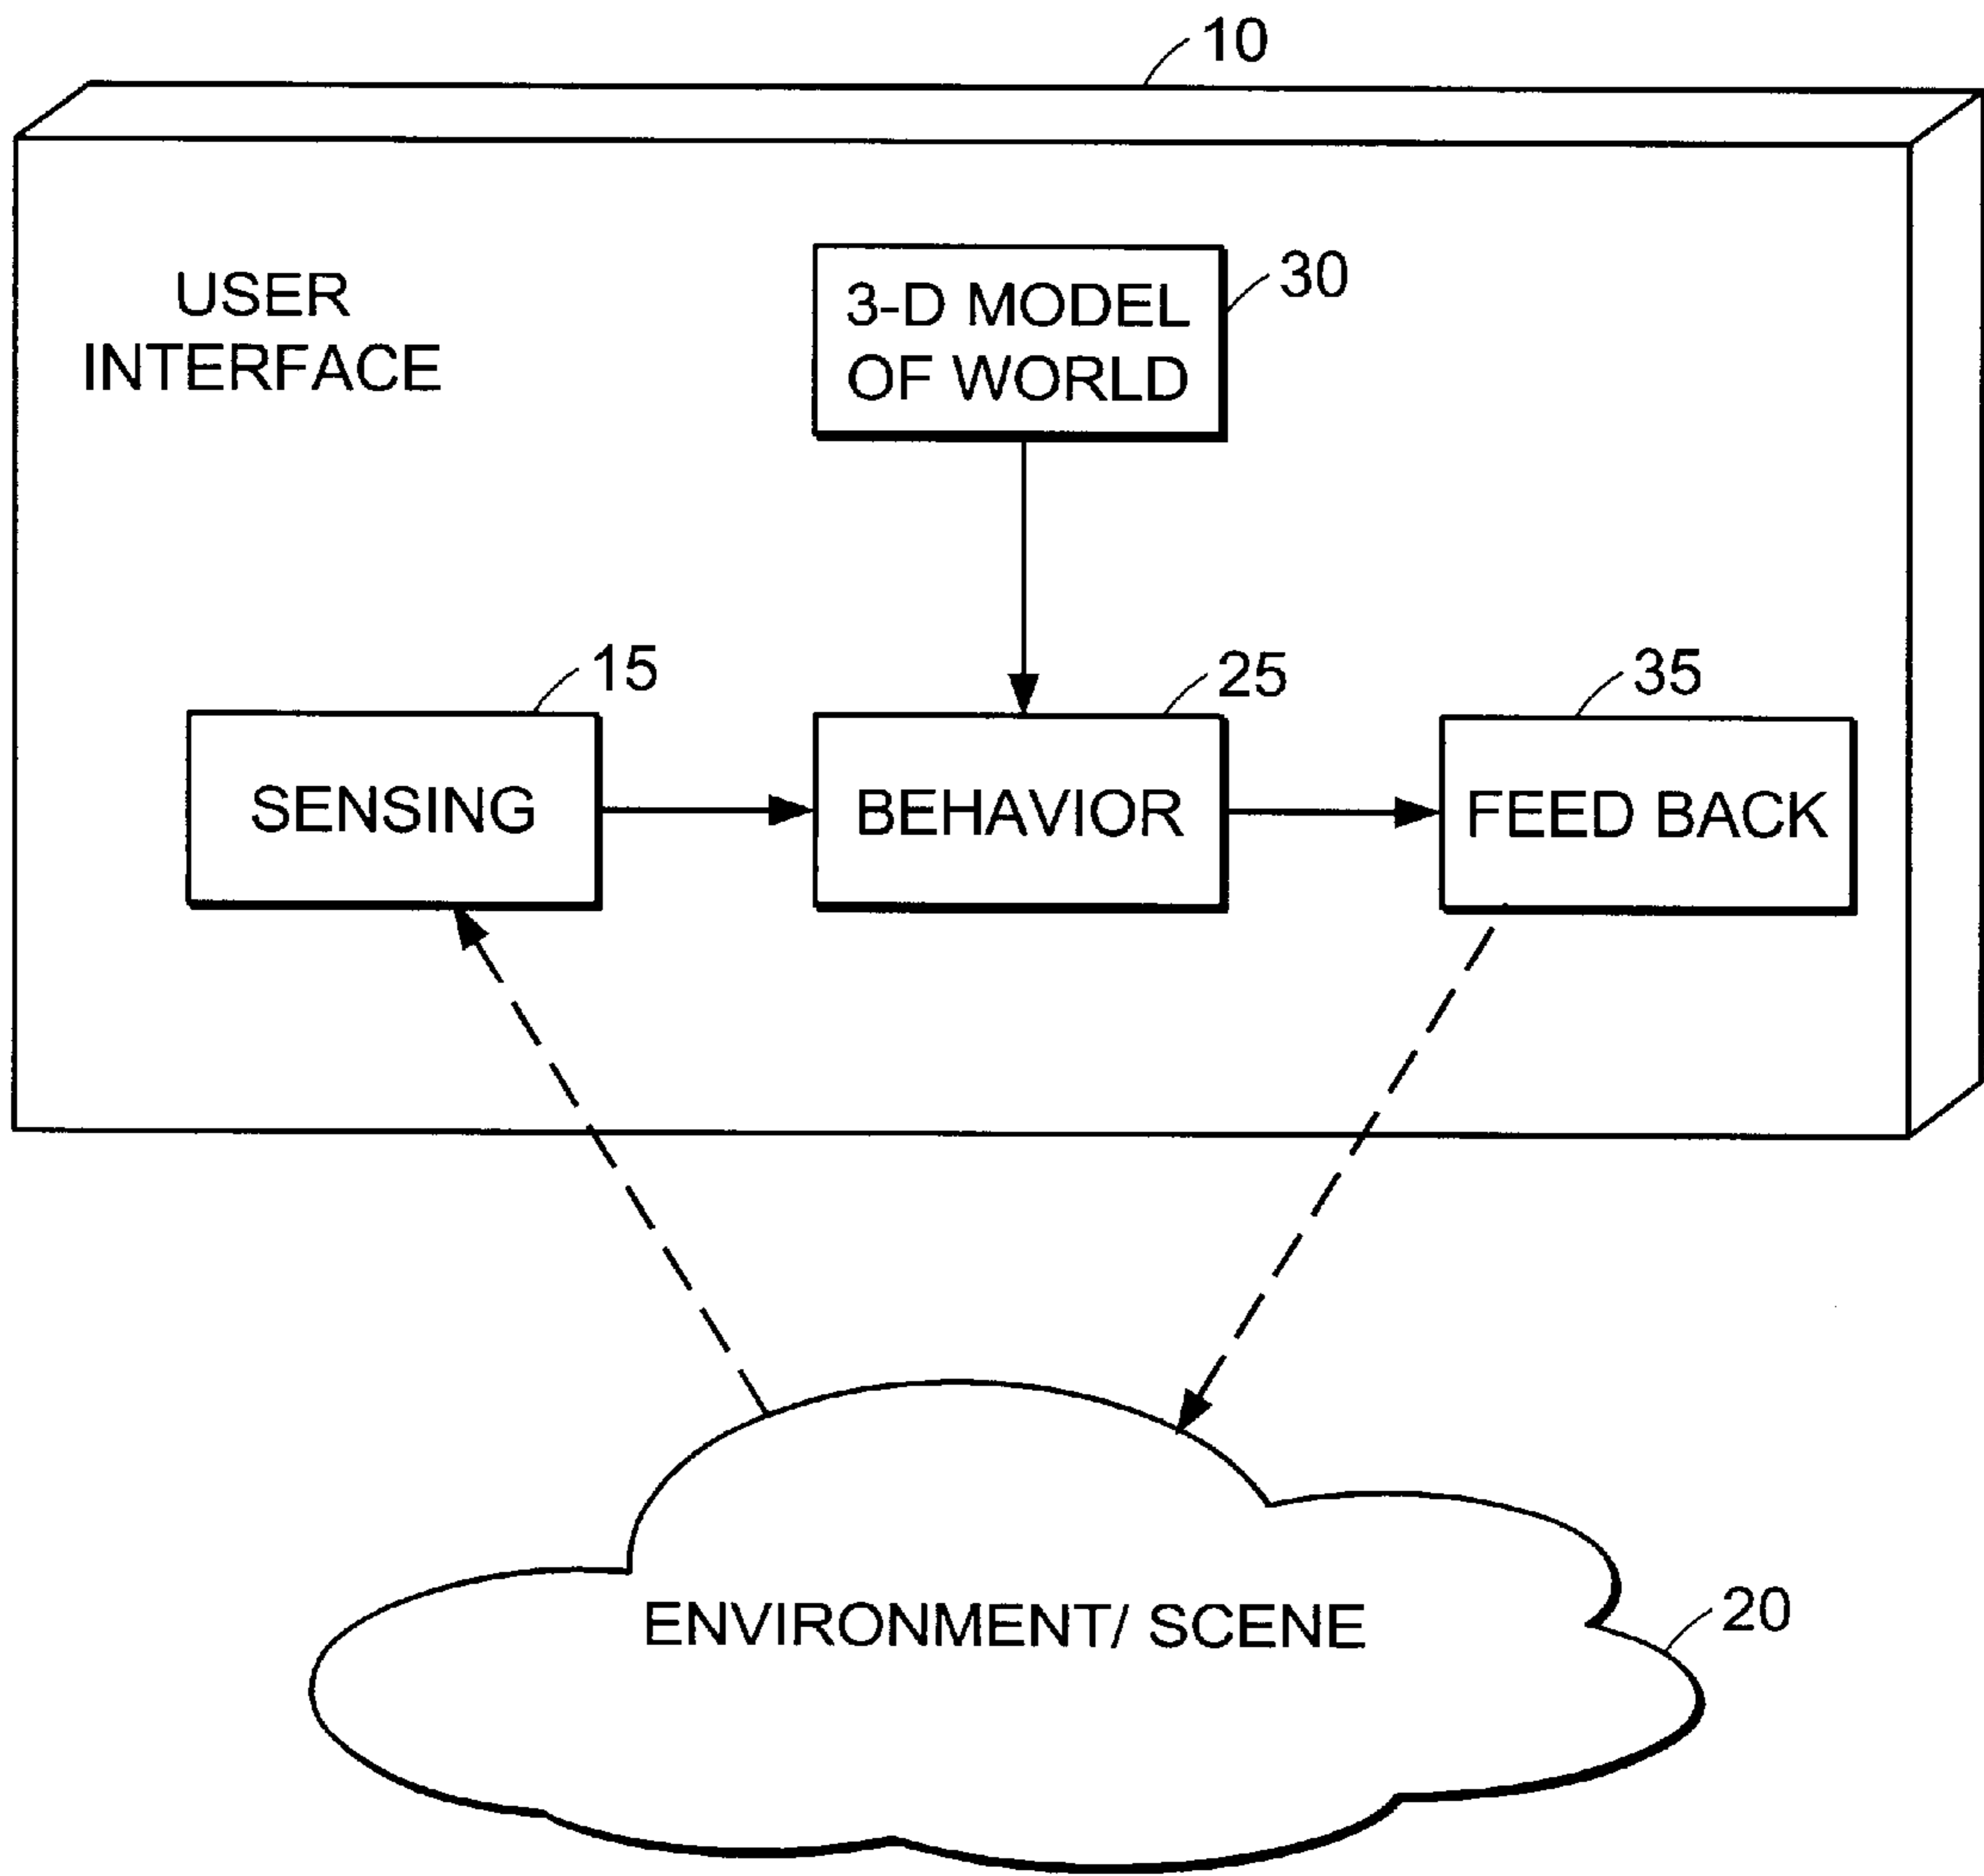 10
USER
INTERFACE
3-D MODEL
OF WORLD
30
15
25
35
SENSING
BEHAVIOR
FEED BACK
ENVIRONMENT/ SCENE
20